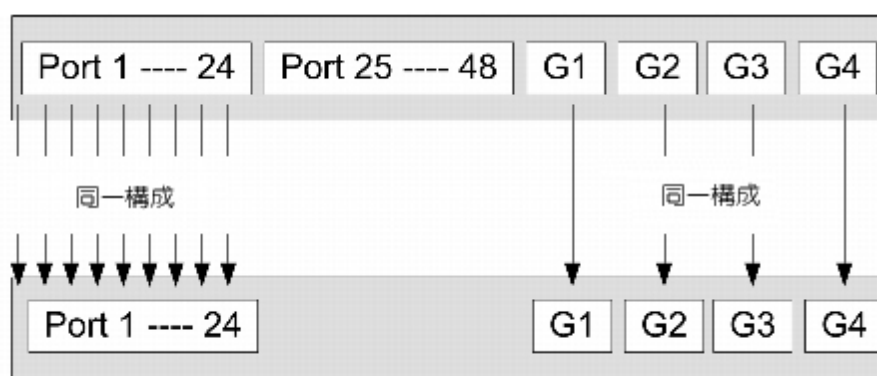 Port 1 ---- 24 Port 25 ---- 48 G1 G2 G3 G4
同一構成 同一構成
Port 1 ---- 24 G1 G2 G3 G4